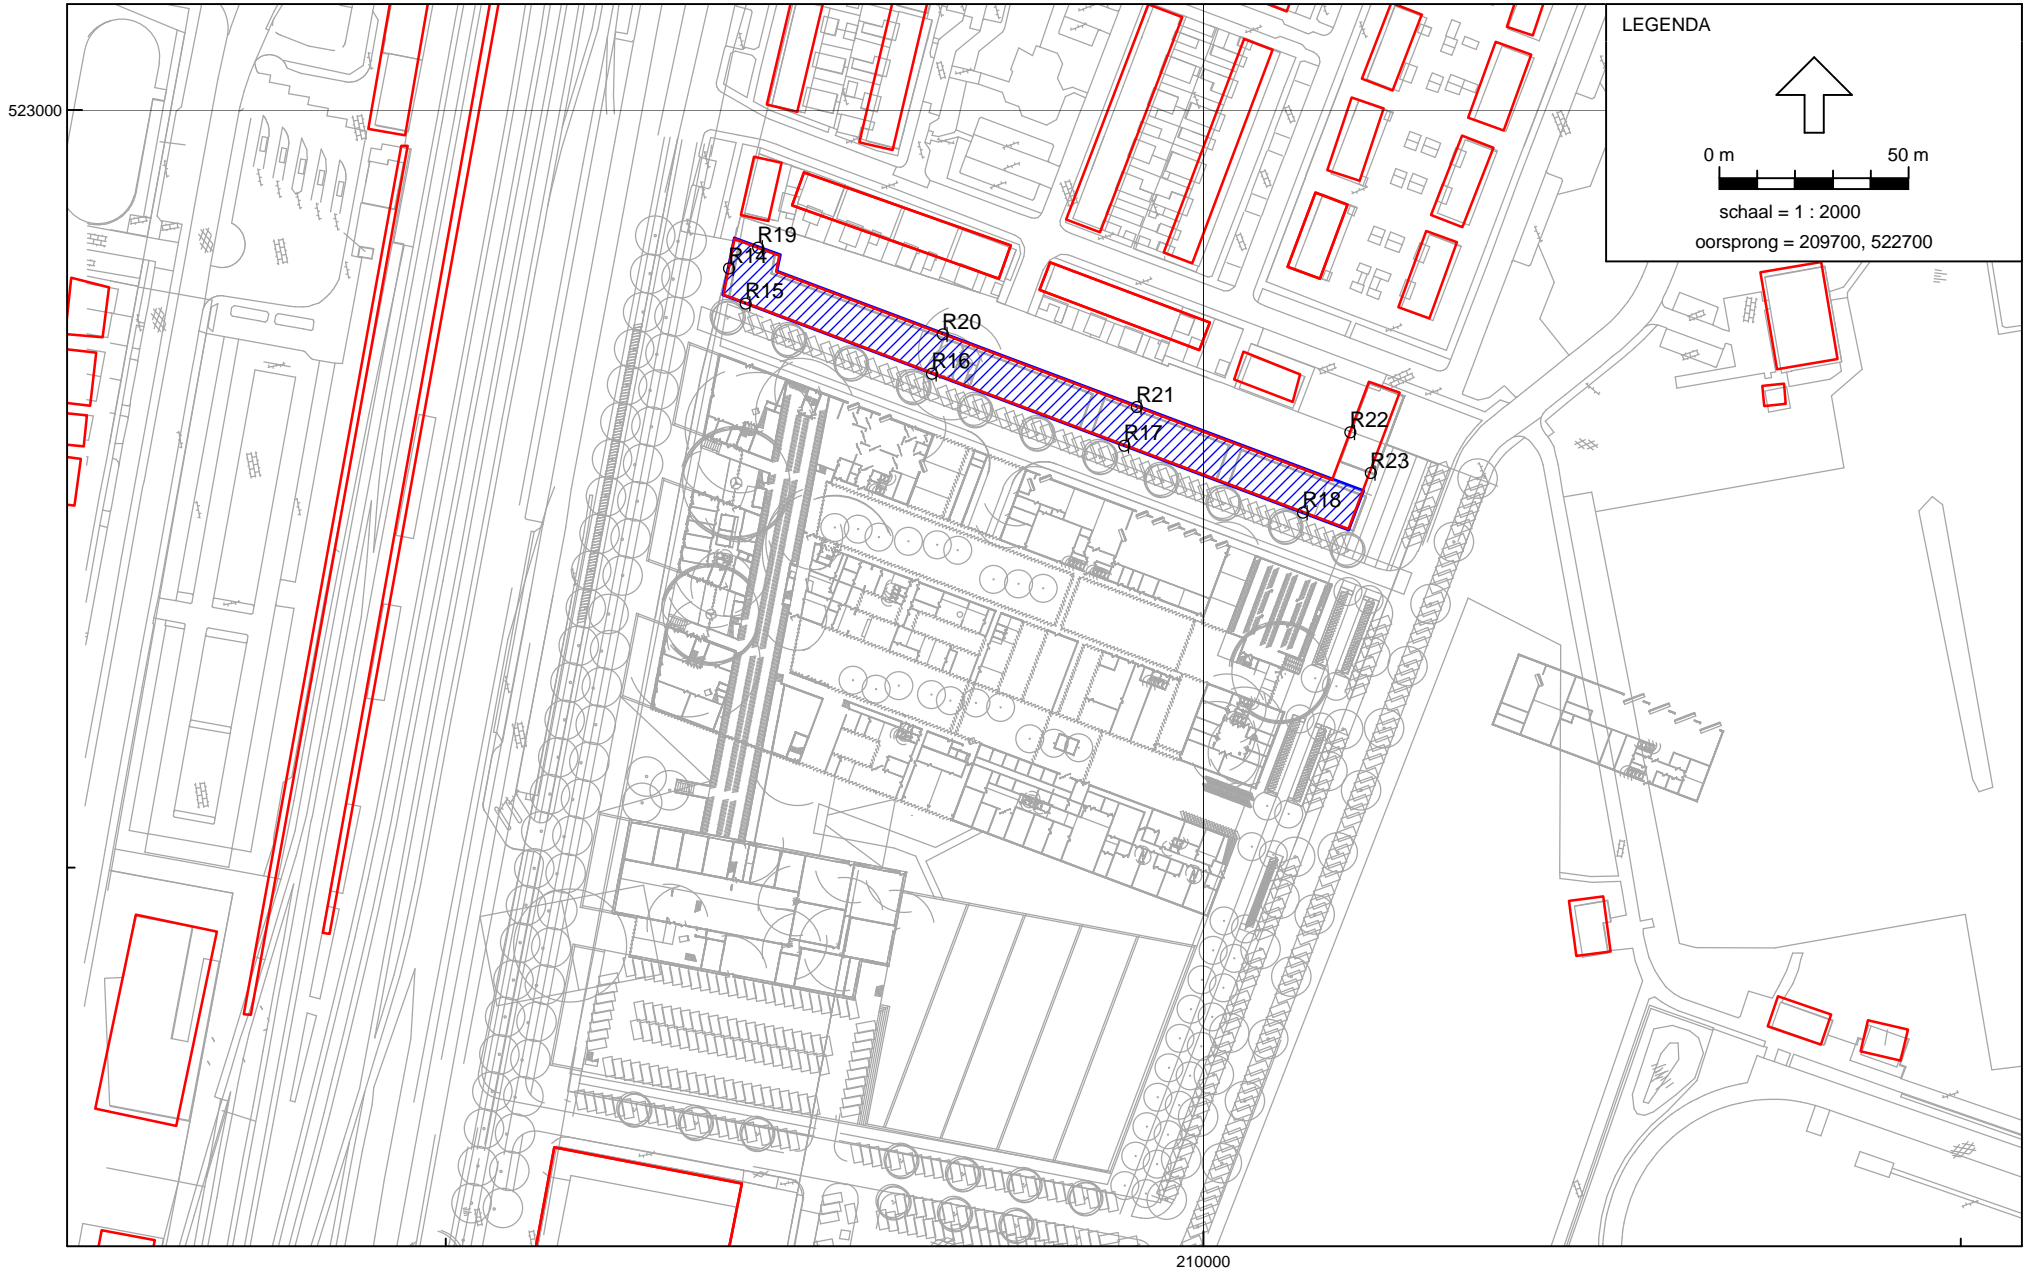 LEGENDA
523000
0 m 50 m
schaal = 1 : 2000
oorsprong = 209700, 522700
R19
R14
R15
R20
R16
R21
R17
R22
R23
R18
210000